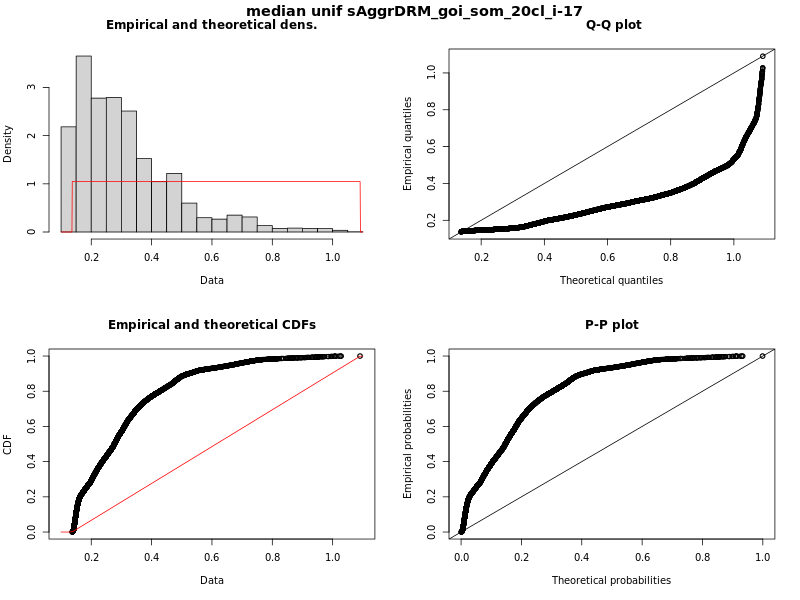 median unif sAggrDRM_goi_som_20cl_i-17
Empirical and theoretical dens.
Density
0 1 2 3
0.2 0.4 0.6 0.8 1.0
Data
Q-Q plot
Empirical quantiles
0.2 0.4 0.6 0.8 1.0
0.2 0.4 0.6 0.8 1.0
Theoretical quantiles
Empirical and theoretical CDFs
CDF
0.0 0.2 0.4 0.6 0.8 1.0
0.2 0.4 0.6 0.8 1.0
Data
P-P plot
Empirical probabilities
0.0 0.2 0.4 0.6 0.8 1.0
0.0 0.2 0.4 0.6 0.8 1.0
Theoretical probabilities